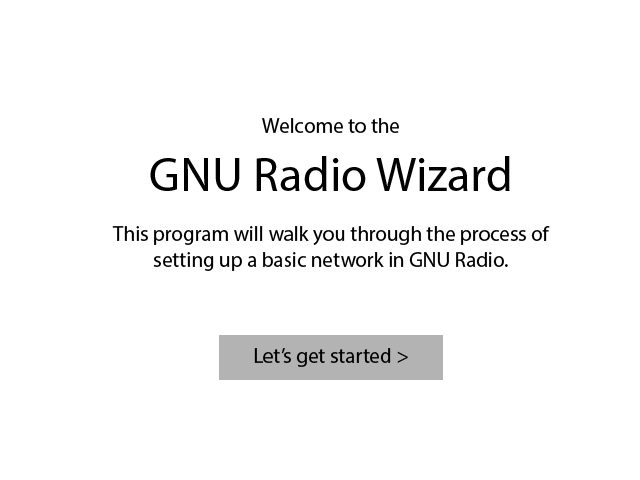 Welcome to the
GNU Radio Wizard
This program will walk you through the process of
setting up a basic network in GNU Radio.
Let’s get started >